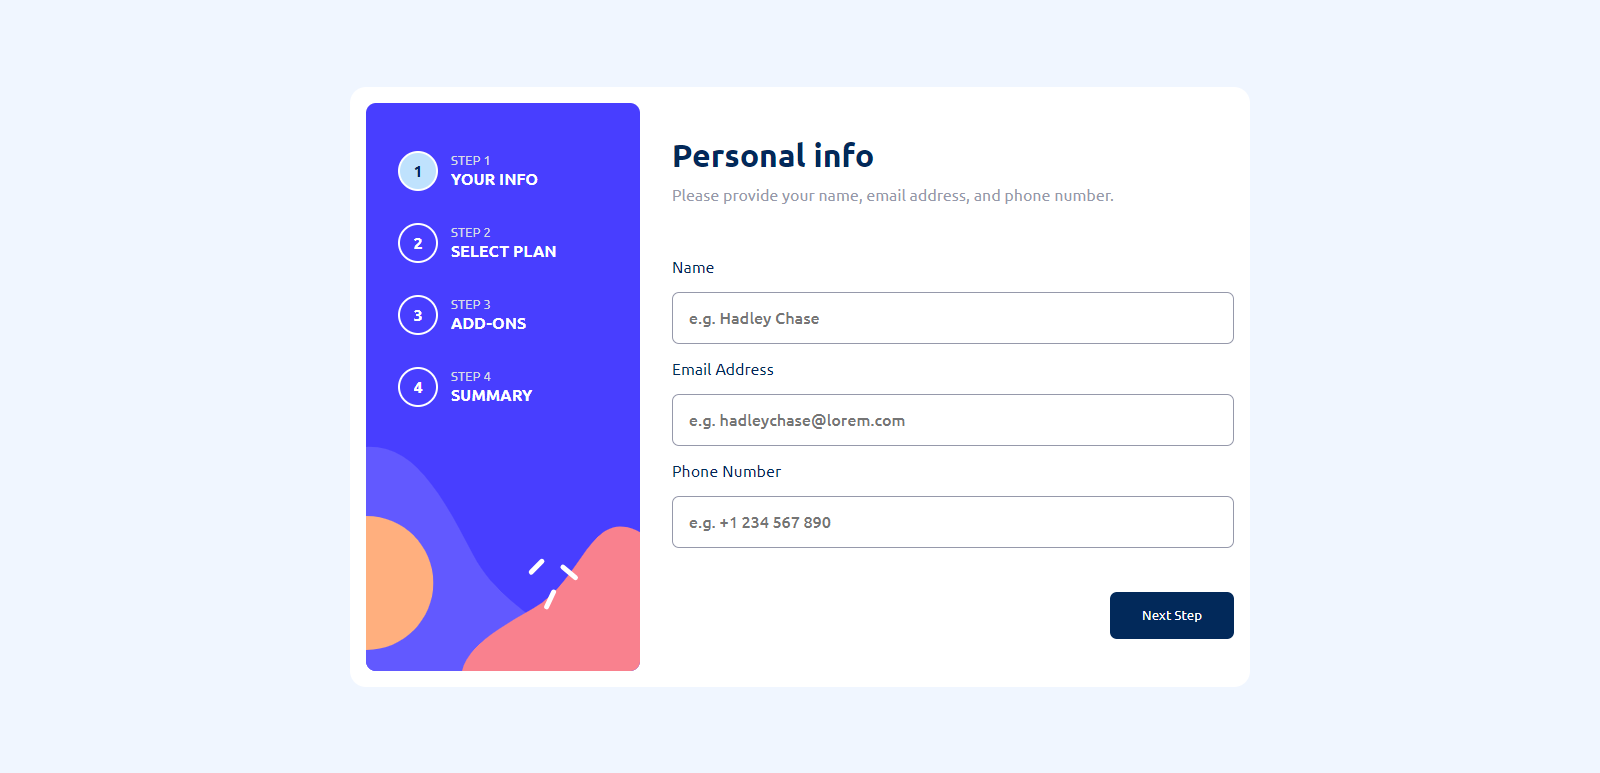 1
STEP 1
YOUR INFO
2
STEP 2
SELECT PLAN
3
STEP 3
ADD-ONS
4
STEP 4
SUMMARY
Personal info
Please provide your name, email address, and phone number.
Name
e.g. Hadley Chase
Email Address
e.g. hadleychase@lorem.com
Phone Number
e.g. +1 234 567 890
Next Step